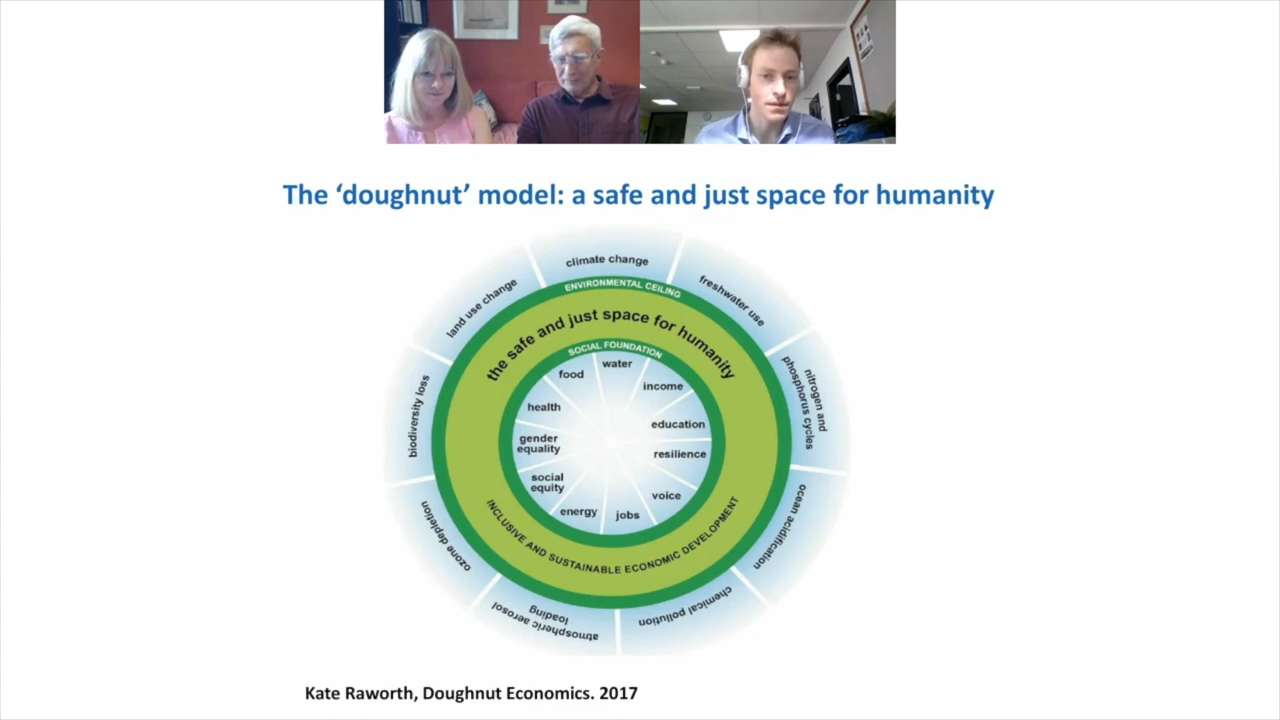 The ‘doughnut’ model: a safe and just space for humanity
climate change
freshwater use
nitrogen and
phosphorus cycles
ocean acidification
chemical pollution
atmospheric aerosol
loading
ozone depletion
biodiversity loss
land use change
ENVIRONMENTAL CEILING
the safe and just space for humanity
SOCIAL FOUNDATION
water
income
education
resilience
voice
jobs
energy
social
equity
gender
equality
health
food
INCLUSIVE AND SUSTAINABLE ECONOMIC DEVELOPMENT
Kate Raworth, Doughnut Economics. 2017